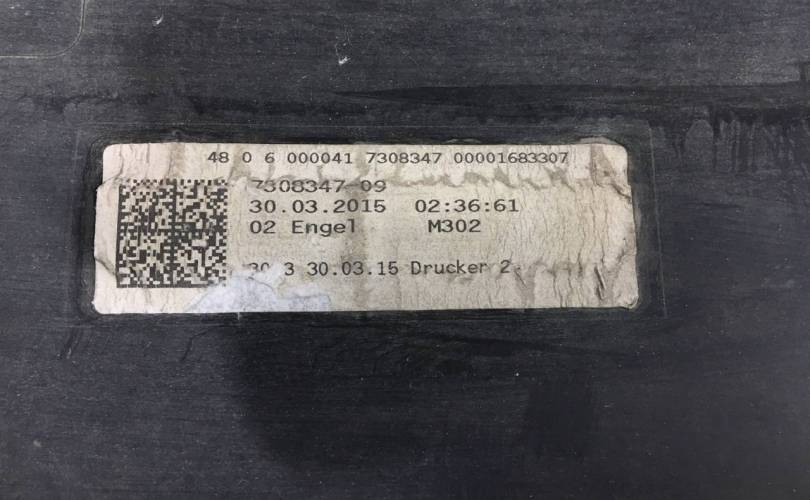 48 0 6 000041 7308347 00001683307
7308347-09
30.03.2015 02:36:61
02 Engel M302
30 3 30.03.15 Drucker 2